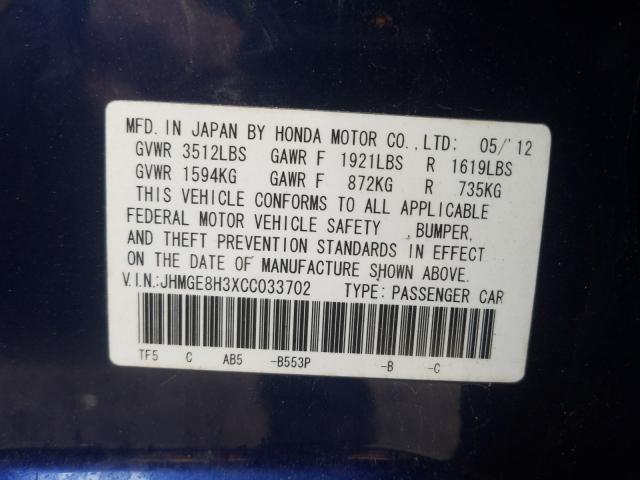 MFD. IN JAPAN BY HONDA MOTOR CO., LTD: 05/'12
GVWR 3512LBS GAWR F 1921LBS R 1619LBS
GVWR 1594KG GAWR F 872KG R 735KG
THIS VEHICLE CONFORMS TO ALL APPLICABLE
FEDERAL MOTOR VEHICLE SAFETY ,BUMPER,
AND THEFT PREVENTION STANDARDS IN EFFECT
ON THE DATE OF MANUFACTURE SHOWN ABOVE.
V.I.N.:JHMGE8H3XCC033702 TYPE: PASSENGER CAR
TF5 C AB5 -B553P -B -C